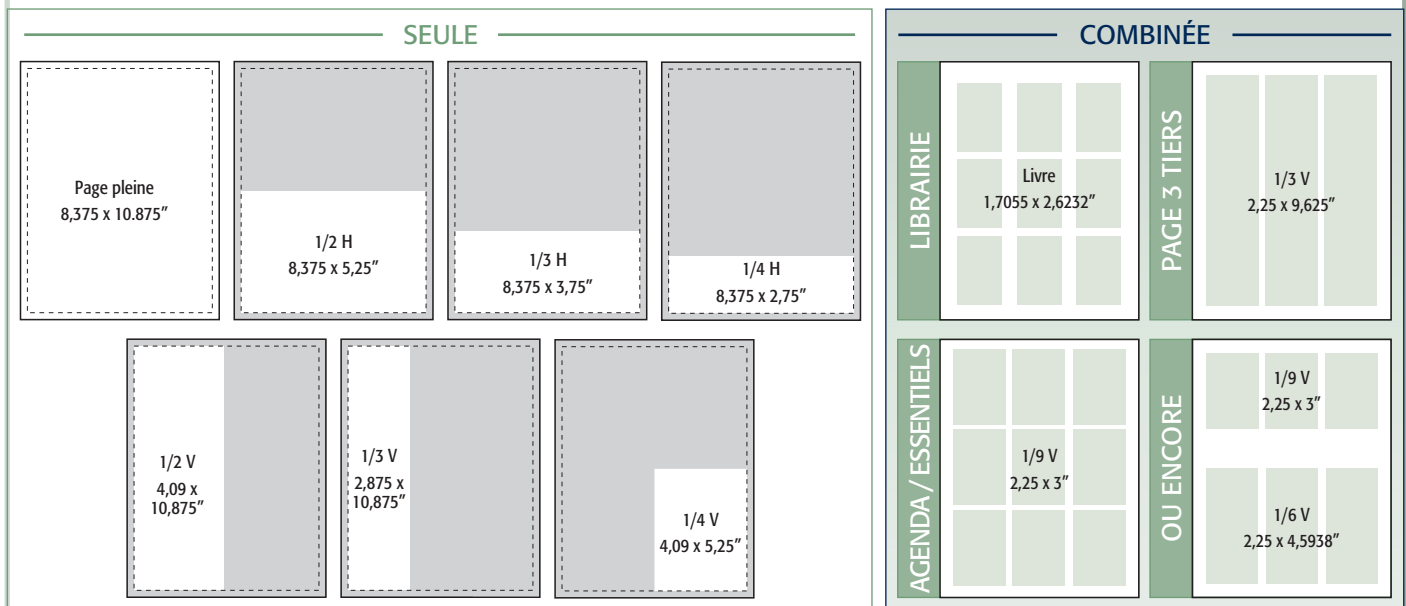 SEULE
Page pleine
8,375 x 10.875”
1/2 H
8,375 x 5,25”
1/3 H
8,375 x 3,75”
1/4 H
8,375 x 2,75”
1/2 V
4,09 x
10,875”
1/3 V
2,875 x
10,875”
1/4 V
4,09 x 5,25”
COMBINÉE
LIBRAIRIE
Livre
1,7055 x 2,6232”
PAGE 3 TIERS
1/3 V
2,25 x 9,625”
AGENDA / ESSENTIELS
1/9 V
2,25 x 3”
OU ENCORE
1/9 V
2,25 x 3”
1/6 V
2,25 x 4,5938”